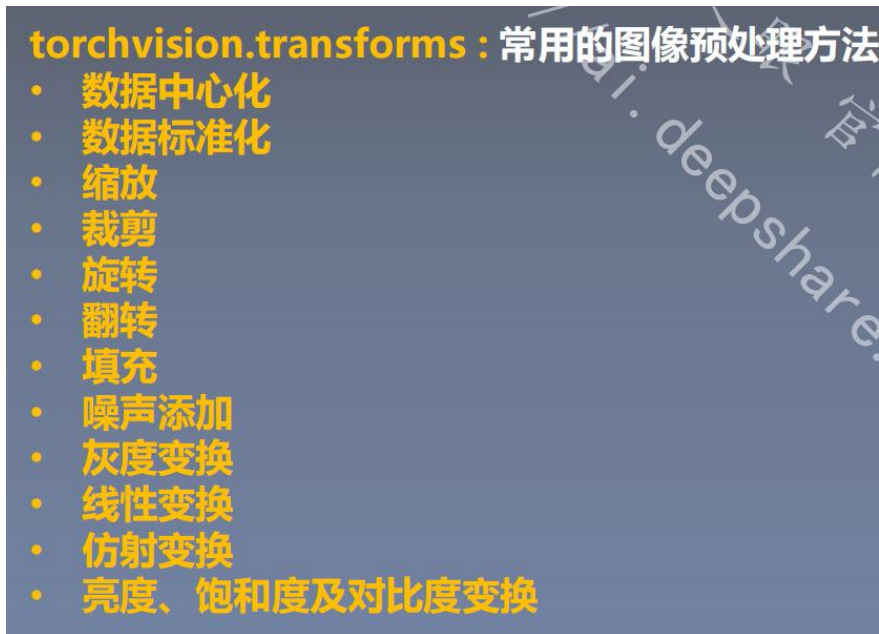 torchvision.transforms : 常用的图像预处理方法
• 数据中心化
• 数据标准化
• 缩放
• 裁剪
• 旋转
• 翻转
• 填充
• 噪声添加
• 灰度变换
• 线性变换
• 仿射变换
• 亮度、饱和度及对比度变换
ai.deepshare.